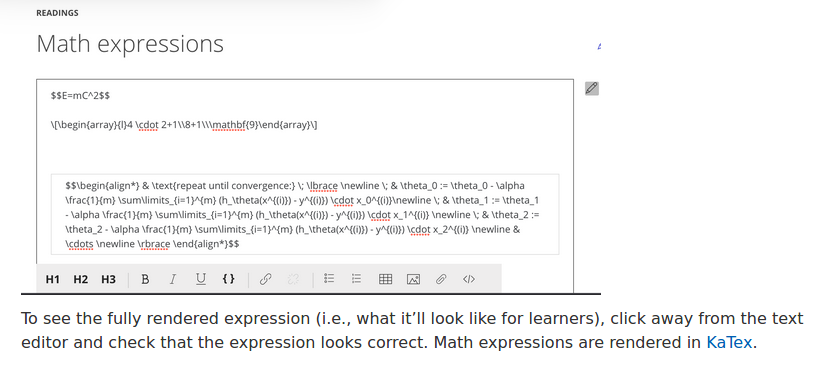 READINGS
Math expressions
$$E=mC^2$$
\[\begin{array}{l}4 \cdot 2+1\\8+1\\\mathbf{9}\end{array}\]
$$\begin{align*} & \text{repeat until convergence:} \; \lbrace \newline \; & \theta_0 := \theta_0 - \alpha
\frac{1}{m} \sum\limits_{i=1}^{m} (h_\theta(x^{(i)}) - y^{(i)}) \cdot x_0^{(i)}\newline \; & \theta_1 := \theta_1
- \alpha \frac{1}{m} \sum\limits_{i=1}^{m} (h_\theta(x^{(i)}) - y^{(i)}) \cdot x_1^{(i)} \newline \; & \theta_2 :=
\theta_2 - \alpha \frac{1}{m} \sum\limits_{i=1}^{m} (h_\theta(x^{(i)}) - y^{(i)}) \cdot x_2^{(i)} \newline &
\cdots \newline \rbrace \end{align*}$$
H1 H2 H3 B I U {} </>
To see the fully rendered expression (i.e., what it’ll look like for learners), click away from the text
editor and check that the expression looks correct. Math expressions are rendered in KaTex.